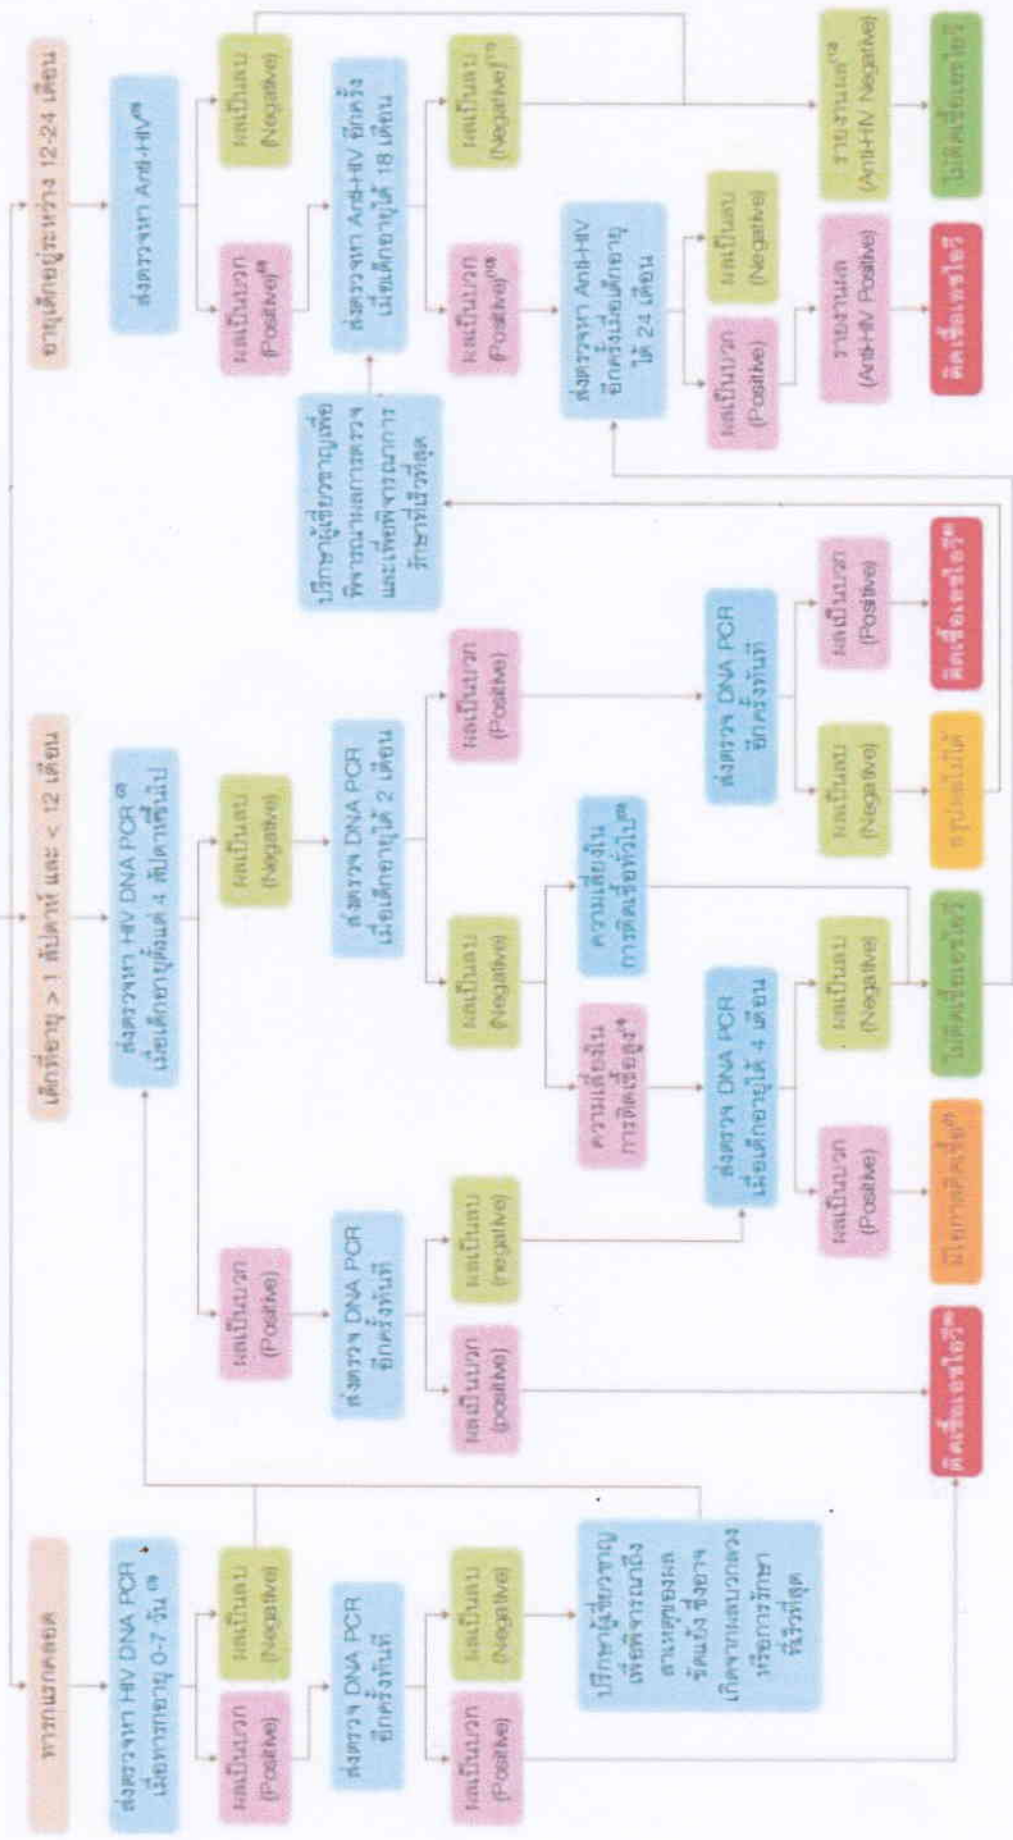 ทารกแรกคลอด
ส่งตรวจหา HIV DNA PCR
เมื่อทารกอายุ 0-7 วัน
ผลเป็นบวก
(Positive)
ผลเป็นลบ
(Negative)
ส่งตรวจ DNA PCR
อีกครั้งทันที
ผลเป็นบวก
(Positive)
ผลเป็นลบ
(Negative)
ปรึกษาผู้เชี่ยวชาญ
เพื่อพิจารณาถึง
สาเหตุของผล
ขัดแย้ง ซึ่งอาจ
เกิดจากผลบวกลวง
หรือการรักษา
ที่เร็วที่สุด
เด็กที่อายุ > 1 สัปดาห์ และ < 12 เดือน
ส่งตรวจหา HIV DNA PCR
เมื่อเด็กอายุตั้งแต่ 4 สัปดาห์ขึ้นไป
ผลเป็นบวก
(Positive)
ผลเป็นลบ
(Negative)
ส่งตรวจ DNA PCR
อีกครั้งทันที
ส่งตรวจ DNA PCR
เมื่อเด็กอายุได้ 2 เดือน
ผลเป็นบวก
(positive)
ผลเป็นลบ
(negative)
ผลเป็นลบ
(Negative)
ผลเป็นบวก
(Positive)
ความเสี่ยงใน
การติดเชื้อสูง
ความเสี่ยงใน
การติดเชื้อทั่วไป
ส่งตรวจ DNA PCR
เมื่อเด็กอายุได้ 4 เดือน
ส่งตรวจ DNA PCR
อีกครั้งทันที
ผลเป็นบวก
(Positive)
ผลเป็นลบ
(Negative)
ผลเป็นลบ
(Negative)
ผลเป็นบวก
(Positive)
ติดเชื้อเอชไอวี
มีโอกาสติดเชื้อ
ไม่ติดเชื้อเอชไอวี
สรุปผลไม่ได้
ติดเชื้อเอชไอวี
อายุเด็กอยู่ระหว่าง 12-24 เดือน
ส่งตรวจหา Anti-HIV
ผลเป็นบวก
(Positive)
ผลเป็นลบ
(Negative)
ปรึกษาผู้เชี่ยวชาญเพื่อ
พิจารณาผลการตรวจ
และเพื่อพิจารณาการ
รักษาที่เร็วที่สุด
ส่งตรวจหา Anti-HIV อีกครั้ง
เมื่อเด็กอายุได้ 18 เดือน
ผลเป็นบวก
(Positive)
ผลเป็นลบ
(Negative)
ส่งตรวจหา Anti-HIV
อีกครั้งเมื่อเด็กอายุ
ได้ 24 เดือน
ผลเป็นบวก
(Positive)
ผลเป็นลบ
(Negative)
รายงานผล
(Anti-HIV Positive)
รายงานผล
(Anti-HIV Negative)
ติดเชื้อเอชไอวี
ไม่ติดเชื้อเอชไอวี